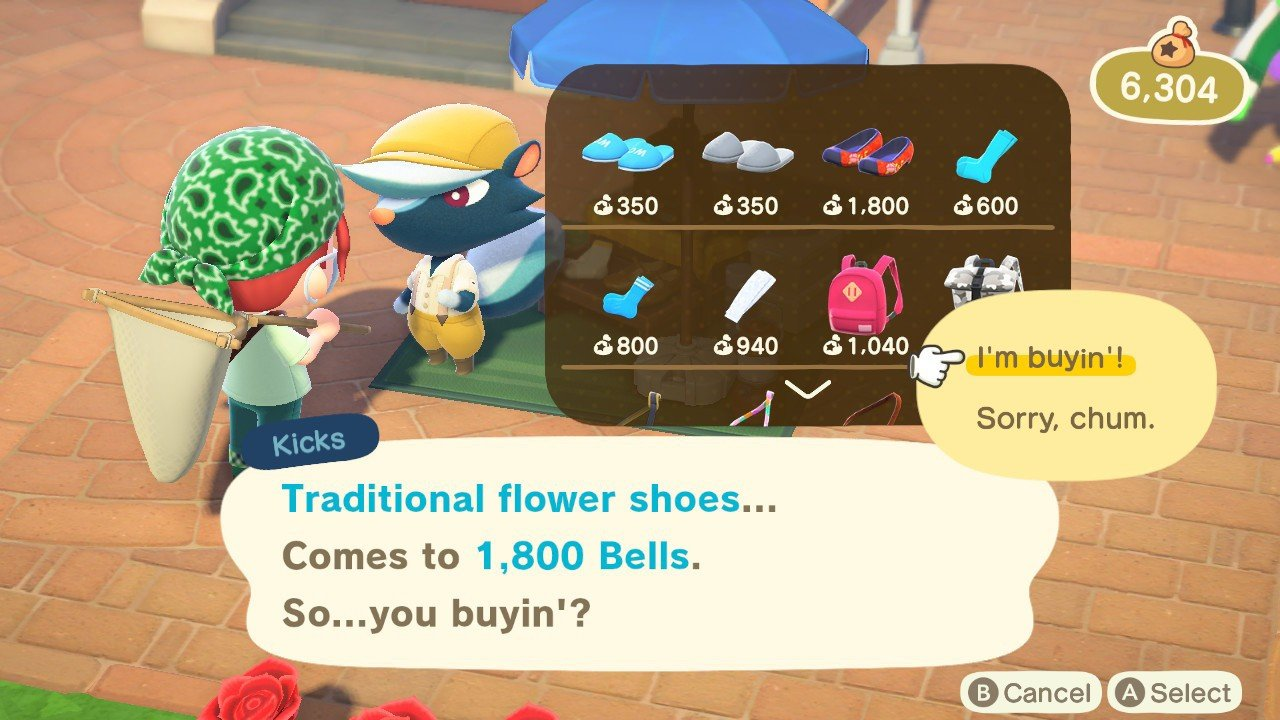 6,304
350 350 1,800 600
800 940 1,040
I'm buyin'!
Sorry, chum.
Kicks
Traditional flower shoes...
Comes to 1,800 Bells.
So...you buyin'?
B Cancel A Select